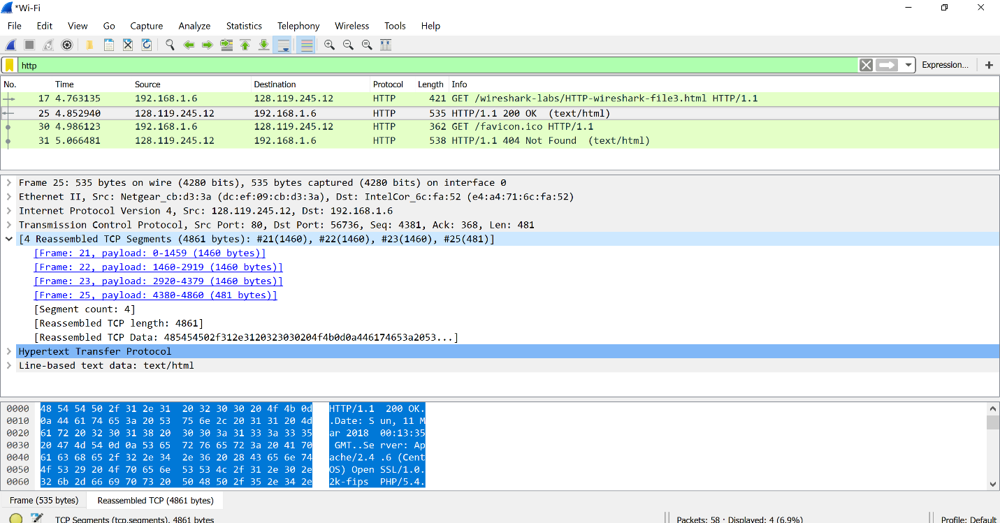 *Wi-Fi
File Edit View Go Capture Analyze Statistics Telephony Wireless Tools Help
http Expression... +
No. Time Source Destination Protocol Length Info
17 4.763135 192.168.1.6 128.119.245.12 HTTP 421 GET /wireshark-labs/HTTP-wireshark-file3.html HTTP/1.1
25 4.852940 128.119.245.12 192.168.1.6 HTTP 535 HTTP/1.1 200 OK (text/html)
30 4.986123 192.168.1.6 128.119.245.12 HTTP 362 GET /favicon.ico HTTP/1.1
31 5.066481 128.119.245.12 192.168.1.6 HTTP 538 HTTP/1.1 404 Not Found (text/html)
Frame 25: 535 bytes on wire (4280 bits), 535 bytes captured (4280 bits) on interface 0
Ethernet II, Src: Netgear_cb:d3:3a (dc:ef:09:cb:d3:3a), Dst: IntelCor_6c:fa:52 (e4:a4:71:6c:fa:52)
Internet Protocol Version 4, Src: 128.119.245.12, Dst: 192.168.1.6
Transmission Control Protocol, Src Port: 80, Dst Port: 56736, Seq: 4381, Ack: 368, Len: 481
[4 Reassembled TCP Segments (4861 bytes): #21(1460), #22(1460), #23(1460), #25(481)]
[Frame: 21, payload: 0-1459 (1460 bytes)]
[Frame: 22, payload: 1460-2919 (1460 bytes)]
[Frame: 23, payload: 2920-4379 (1460 bytes)]
[Frame: 25, payload: 4380-4860 (481 bytes)]
[Segment count: 4]
[Reassembled TCP length: 4861]
[Reassembled TCP Data: 485454502f312e3120323030204f4b0d0a446174653a2053...]
Hypertext Transfer Protocol
Line-based text data: text/html
0000 48 54 54 50 2f 31 2e 31 20 32 30 30 20 4f 4b 0d HTTP/1.1 200 OK.
0010 0a 44 61 74 65 3a 20 53 75 6e 2c 20 31 31 20 4d .Date: S un, 11 M
0020 61 72 20 32 30 31 38 20 30 30 3a 31 33 3a 33 35 ar 2018 00:13:35
0030 20 47 4d 54 0d 0a 53 65 72 76 65 72 3a 20 41 70 GMT..Se rver: Ap
0040 61 63 68 65 2f 32 2e 34 2e 36 20 28 43 65 6e 74 ache/2.4 .6 (Cent
0050 4f 53 29 20 4f 70 65 6e 53 53 4c 2f 31 2e 30 2e OS) Open SSL/1.0.
0060 32 6b 2d 66 69 70 73 20 50 48 50 2f 35 2e 34 2e 2k-fips PHP/5.4.
Frame (535 bytes) Reassembled TCP (4861 bytes)
TCP Segments (tcp.segments), 4861 bytes Packets: 58 · Displayed: 4 (6.9%) Profile: Default